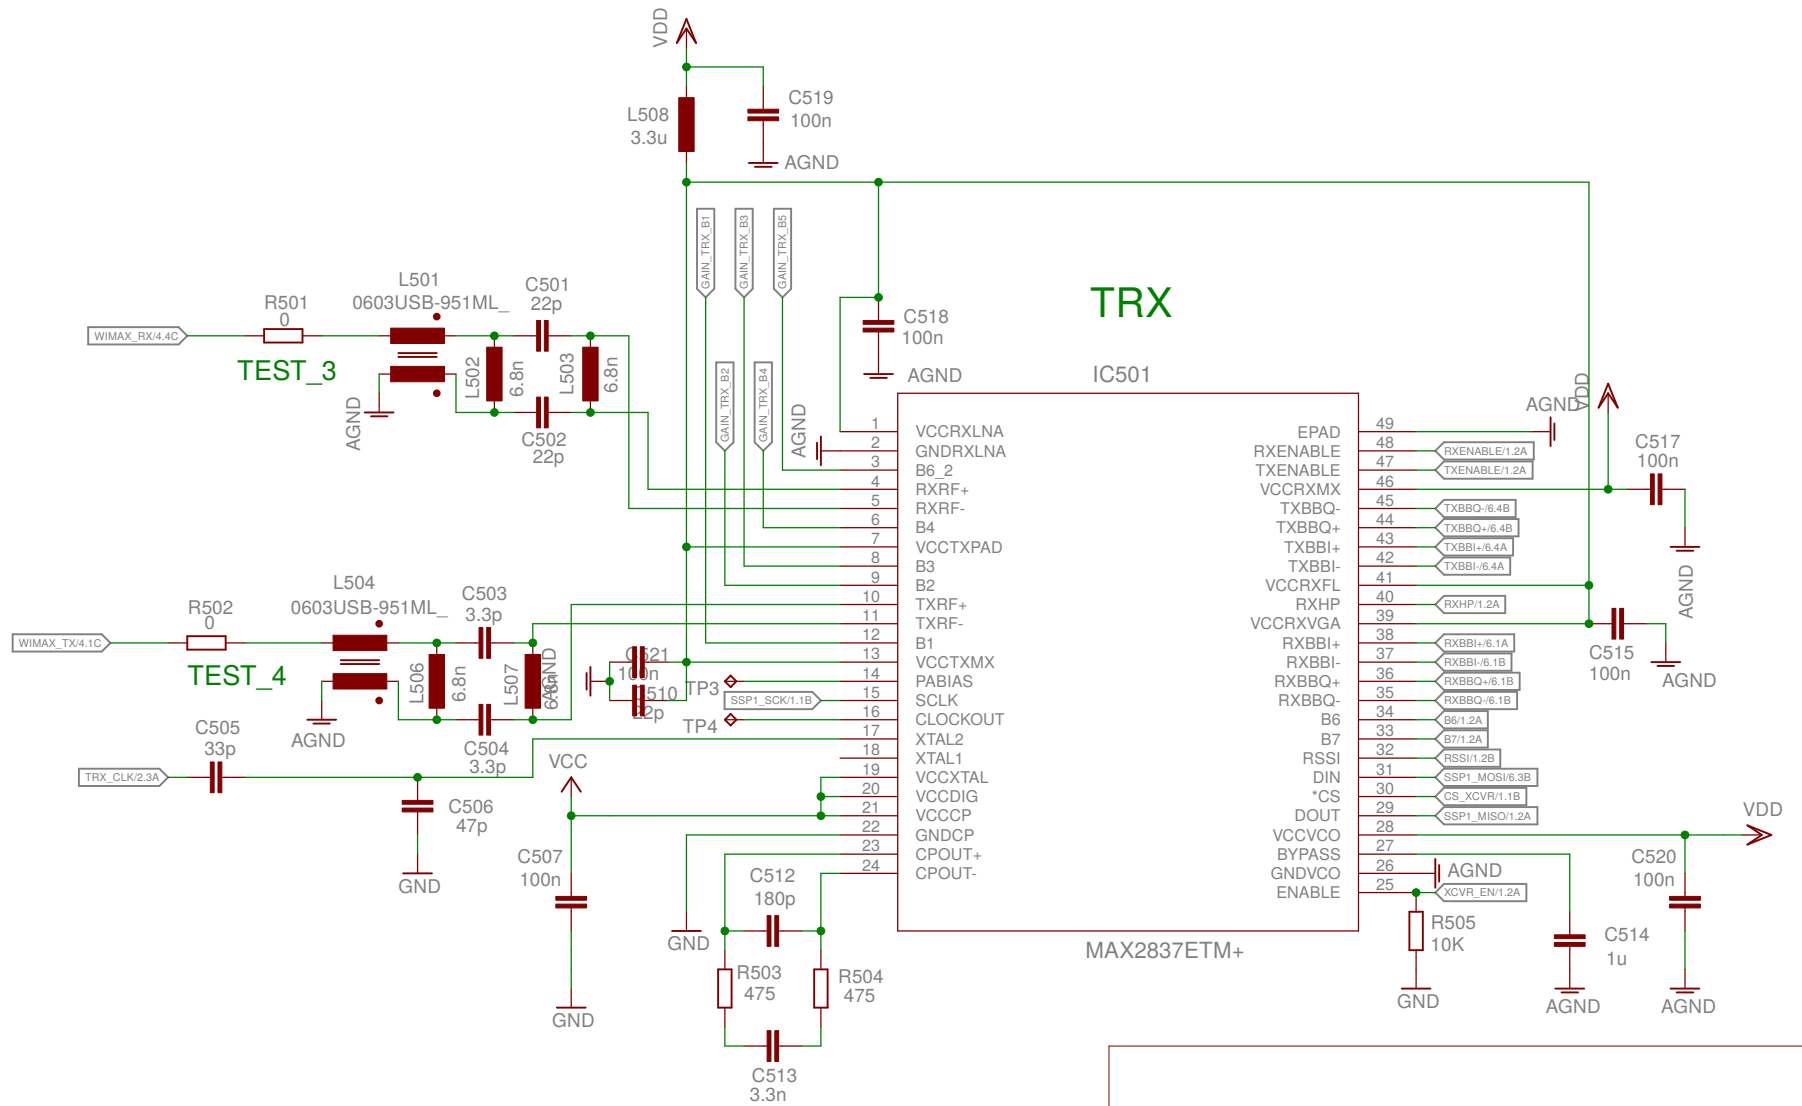 VDD
L508
3.3u
C519
100n
AGND
GAIN_TRX_B1
GAIN_TRX_B3
GAIN_TRX_B5
GAIN_TRX_B2
GAIN_TRX_B4
TRX
C518
100n
AGND
IC501
L501
0603USB-951ML_
C501
22p
R501
0
WIMAX_RX/4.4C
TEST_3
L502
6.8n
L503
6.8n
AGND
C502
22p
AGND
1 VCCRXLNA
2 GNDRXLNA
3 B6_2
4 RXRF+
5 RXRF-
6 B4
7 VCCTXPAD
8 B3
9 B2
10 TXRF+
11 TXRF-
12 B1
13 VCCTXMX
14 PABIAS
15 SCLK
16 CLOCKOUT
17 XTAL2
18 XTAL1
19 VCCXTAL
20 VCCDIG
21 VCCCP
22 GNDCP
23 CPOUT+
24 CPOUT-
EPAD 49
RXENABLE 48
TXENABLE 47
VCCRXMX 46
TXBBQ- 45
TXBBQ+ 44
TXBBI+ 43
TXBBI- 42
VCCRXFL 41
RXHP 40
VCCRXVGA 39
RXBBI+ 38
RXBBI- 37
RXBBQ+ 36
RXBBQ- 35
B6 34
B7 33
RSSI 32
DIN 31
*CS 30
DOUT 29
VCCVCO 28
BYPASS 27
GNDVCO 26
ENABLE 25
MAX2837ETM+
AGND
VDD
RXENABLE/1.2A
TXENABLE/1.2A
C517
100n
AGND
TXBBQ-/6.4B
TXBBQ+/6.4B
TXBBI+/6.4A
TXBBI-/6.4A
RXHP/1.2A
C515
100n
AGND
RXBBI+/6.1A
RXBBI-/6.1B
RXBBQ+/6.1B
RXBBQ-/6.1B
B6/1.2A
B7/1.2A
RSSI/1.2B
SSP1_MOSI/6.3B
CS_XCVR/1.1B
SSP1_MISO/1.2A
VDD
AGND
XCVR_EN/1.2A
R505
10K
GND
C514
1u
AGND
C520
100n
AGND
L504
0603USB-951ML_
C503
3.3p
R502
0
WIMAX_TX/4.1C
TEST_4
L506
6.8n
L507
6.8n
AGND
AGND
C504
3.3p
C521
100n
C510
22p
TP3
SSP1_SCK/1.1B
TP4
C505
33p
TRX_CLK/2.3A
C506
47p
GND
VCC
C507
100n
GND
GND
C512
180p
R503
475
R504
475
C513
3.3n